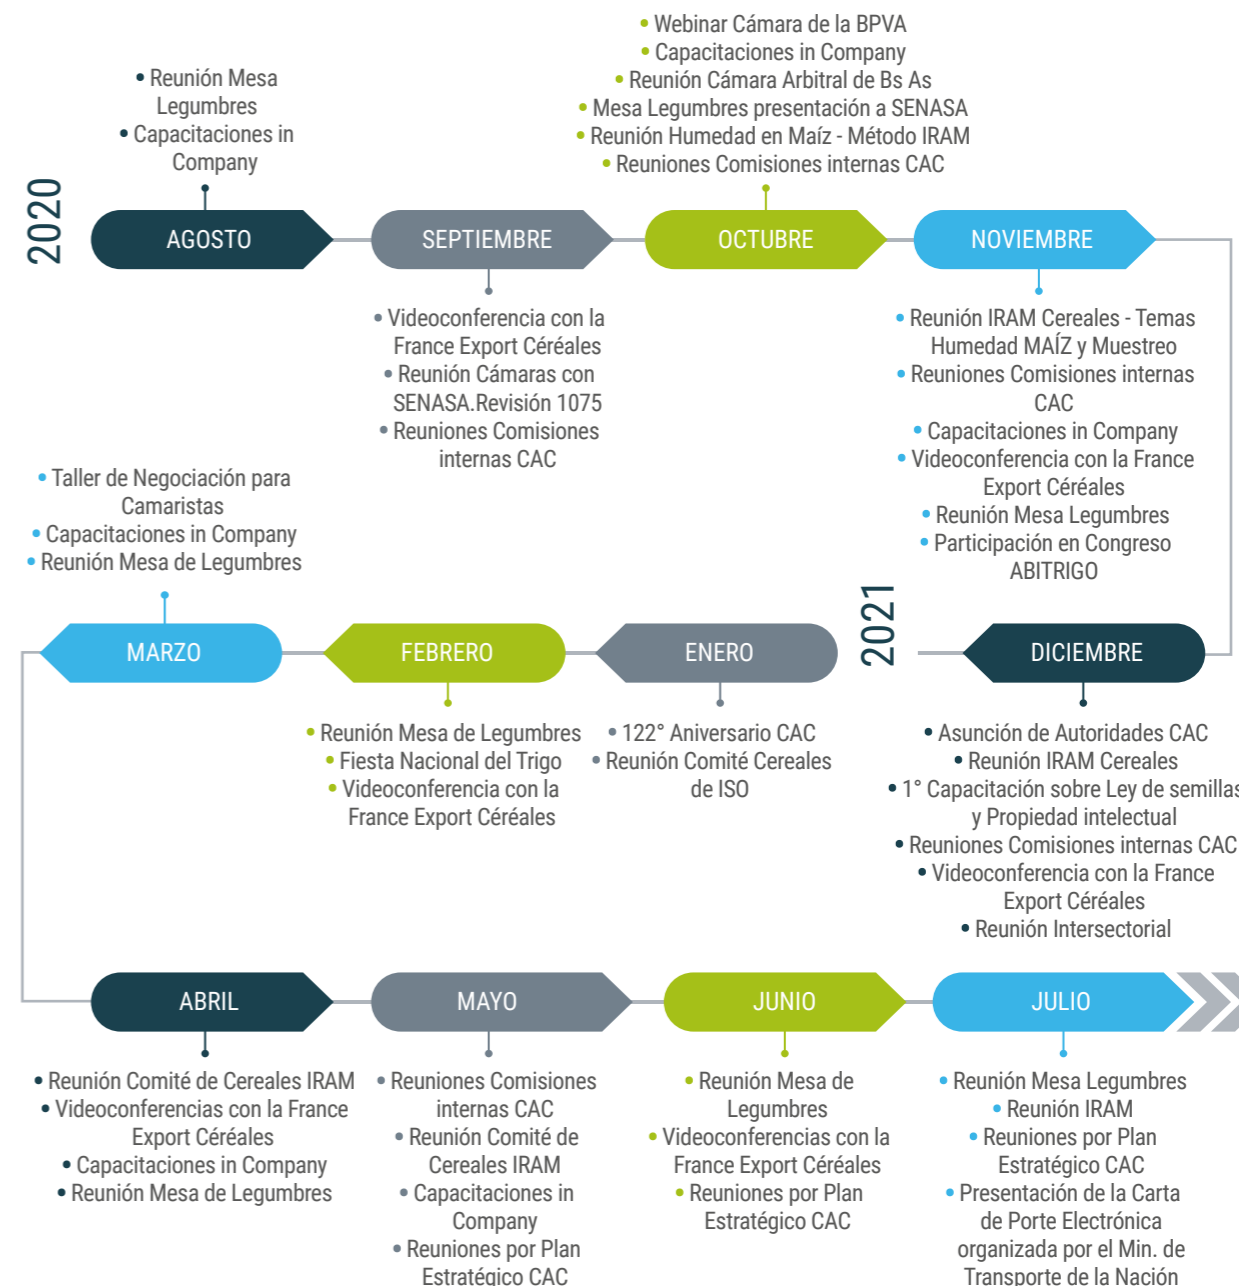 2020
• Reunión Mesa
Legumbres
• Capacitaciones in
Company
AGOSTO
SEPTIEMBRE
• Videoconferencia con la
France Export Céréales
• Reunión Cámaras con
SENASA.Revisión 1075
• Reuniones Comisiones
internas CAC
• Webinar Cámara de la BPVA
• Capacitaciones in Company
• Reunión Cámara Arbitral de Bs As
• Mesa Legumbres presentación a SENASA
• Reunión Humedad en Maíz - Método IRAM
• Reuniones Comisiones internas CAC
OCTUBRE
NOVIEMBRE
• Reunión IRAM Cereales - Temas
Humedad MAÍZ y Muestreo
• Reuniones Comisiones internas
CAC
• Capacitaciones in Company
• Videoconferencia con la France
Export Céréales
• Reunión Mesa Legumbres
• Participación en Congreso
ABITRIGO
DICIEMBRE
• Asunción de Autoridades CAC
• Reunión IRAM Cereales
• 1° Capacitación sobre Ley de semillas
y Propiedad intelectual
• Reuniones Comisiones internas CAC
• Videoconferencia con la France
Export Céréales
• Reunión Intersectorial
2021
ENERO
• 122° Aniversario CAC
• Reunión Comité Cereales
de ISO
FEBRERO
• Reunión Mesa de Legumbres
• Fiesta Nacional del Trigo
• Videoconferencia con la
France Export Céréales
• Taller de Negociación para
Camaristas
• Capacitaciones in Company
• Reunión Mesa de Legumbres
MARZO
ABRIL
• Reunión Comité de Cereales IRAM
• Videoconferencias con la France
Export Céréales
• Capacitaciones in Company
• Reunión Mesa de Legumbres
MAYO
• Reuniones Comisiones
internas CAC
• Reunión Comité de
Cereales IRAM
• Capacitaciones in
Company
• Reuniones por Plan
Estratégico CAC
JUNIO
• Reunión Mesa de
Legumbres
• Videoconferencias con la
France Export Céréales
• Reuniones por Plan
Estratégico CAC
JULIO
• Reunión Mesa Legumbres
• Reunión IRAM
• Reuniones por Plan
Estratégico CAC
• Presentación de la Carta
de Porte Electrónica
organizada por el Min. de
Transporte de la Nación